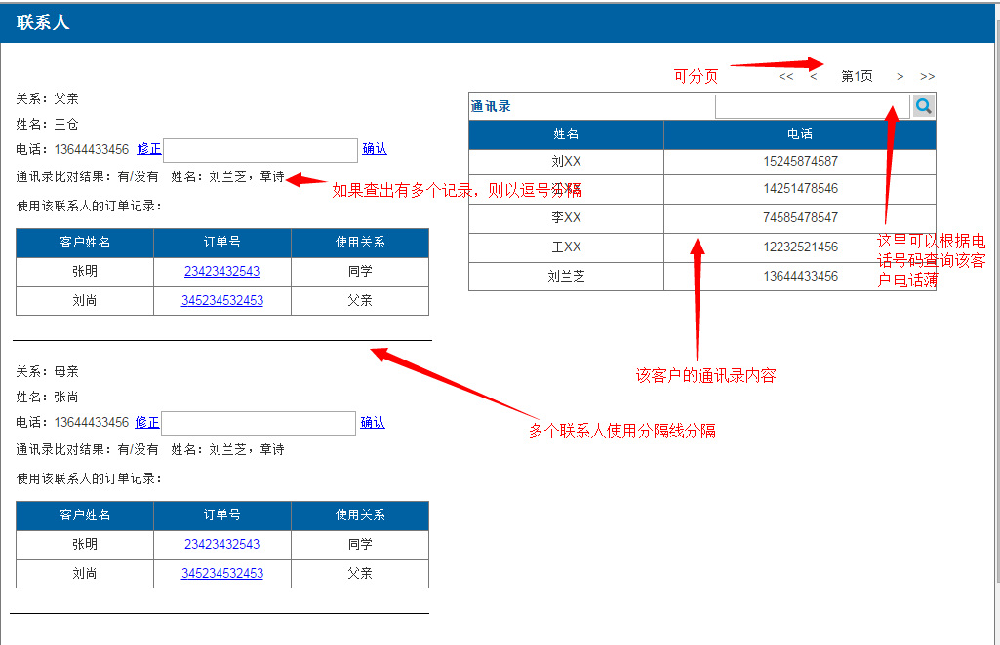 联系人
关系：父亲
姓名：王仓
电话：13644433456 修正 确认
通讯录比对结果：有/没有 姓名：刘兰芝，章诗
如果查出有多个记录，则以逗号分隔
使用该联系人的订单记录：
客户姓名 订单号 使用关系
张明 23423432543 同学
刘尚 345234532453 父亲
关系：母亲
姓名：张尚
电话：13644433456 修正 确认
通讯录比对结果：有/没有 姓名：刘兰芝，章诗
使用该联系人的订单记录：
客户姓名 订单号 使用关系
张明 23423432543 同学
刘尚 345234532453 父亲
多个联系人使用分隔线分隔
可分页
<< < 第1页 > >>
通讯录
姓名 电话
刘XX 15245874587
XX 14251478546
李XX 74585478547
王XX 12232521456
刘兰芝 13644433456
这里可以根据电
话号码查询该客
户电话薄
该客户的通讯录内容